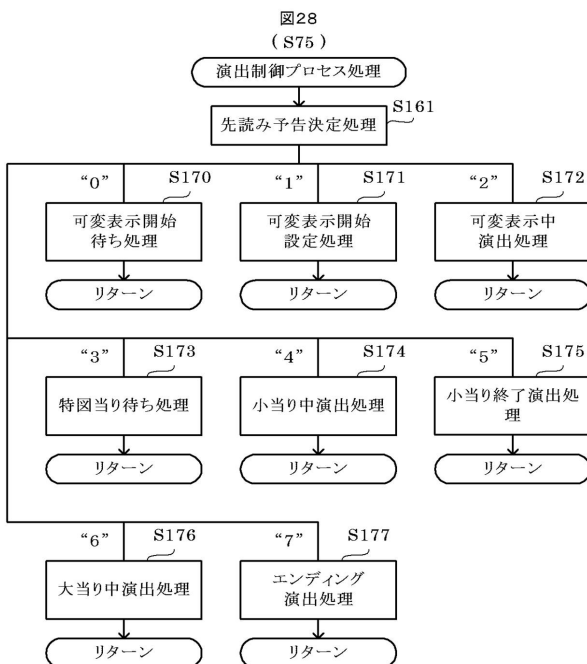 図28
(S75)
演出制御プロセス処理
S161
先読み予告決定処理
“0”
S170
“1”
S171
“2”
S172
可変表示開始
待ち処理
可変表示開始
設定処理
可変表示中
演出処理
リターン
リターン
リターン
“3”
S173
“4”
S174
“5”
S175
特図当り待ち処理
小当り中演出処理
小当り終了演出処
理
リターン
リターン
リターン
“6”
S176
“7”
S177
大当り中演出処理
エンディング
演出処理
リターン
リターン